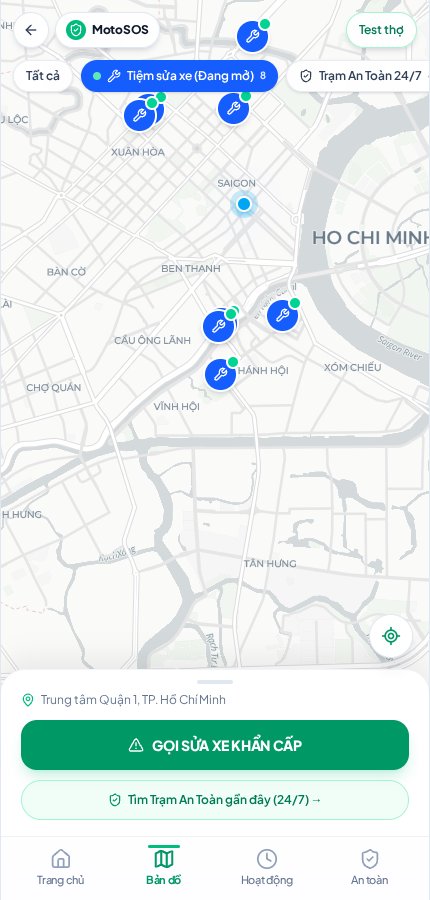 MotoSOS
Test thợ
Tất cả
Tiệm sửa xe (Đang mở) 8
Trạm An Toàn 24/7
XUÂN HÒA
SAIGON
HO CHI MINH
BÀN CỜ
BEN THANH
CẦU ÔNG LÃNH
KHÁNH HỘI
XÓM CHIẾU
Saigon River
CHỢ QUÁN
VĨNH HỘI
TÂN HƯNG
Trung tâm Quận 1, TP. Hồ Chí Minh
GỌI SỬA XE KHẨN CẤP
Tìm Trạm An Toàn gần đây (24/7) →
Trang chủ
Bản đồ
Hoạt động
An toàn